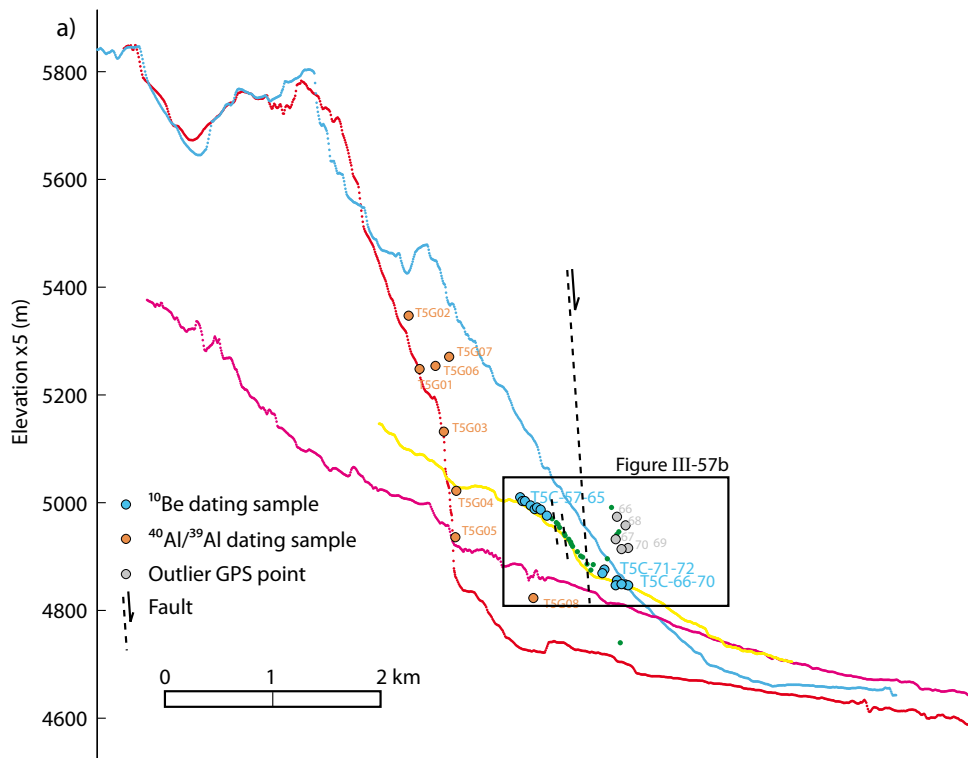 a)
Elevation x5 (m)
5800
5600
5400
5200
5000
4800
4600
T5G02
T5G07
T5G06
T5G01
T5G03
T5G04
T5G05
T5G08
Figure III-57b
T5C-57-65
66
68
67
70 69
T5C-71-72
T5C-66-70
¹⁰Be dating sample
⁴⁰Al/³⁹Al dating sample
Outlier GPS point
Fault
0 1 2 km